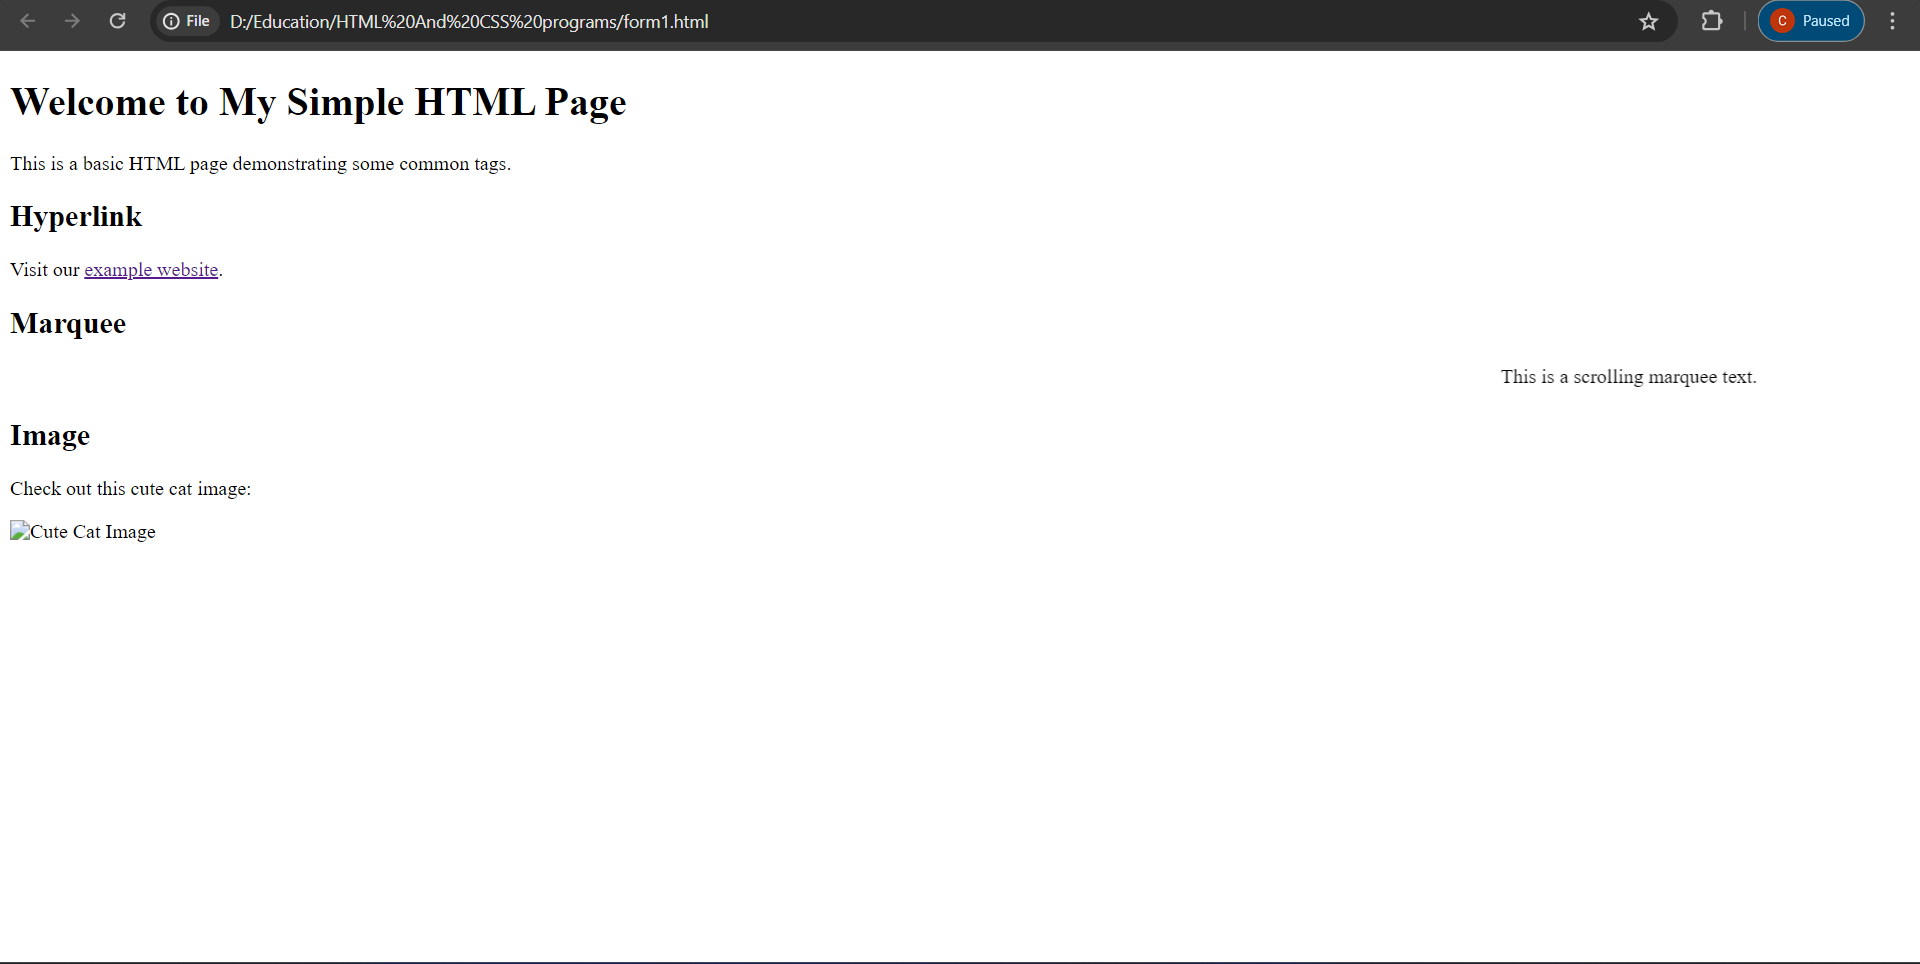 File D:/Education/HTML%20And%20CSS%20programs/form1.html C Paused
Welcome to My Simple HTML Page
This is a basic HTML page demonstrating some common tags.
Hyperlink
Visit our example website.
Marquee
This is a scrolling marquee text.
Image
Check out this cute cat image:
Cute Cat Image